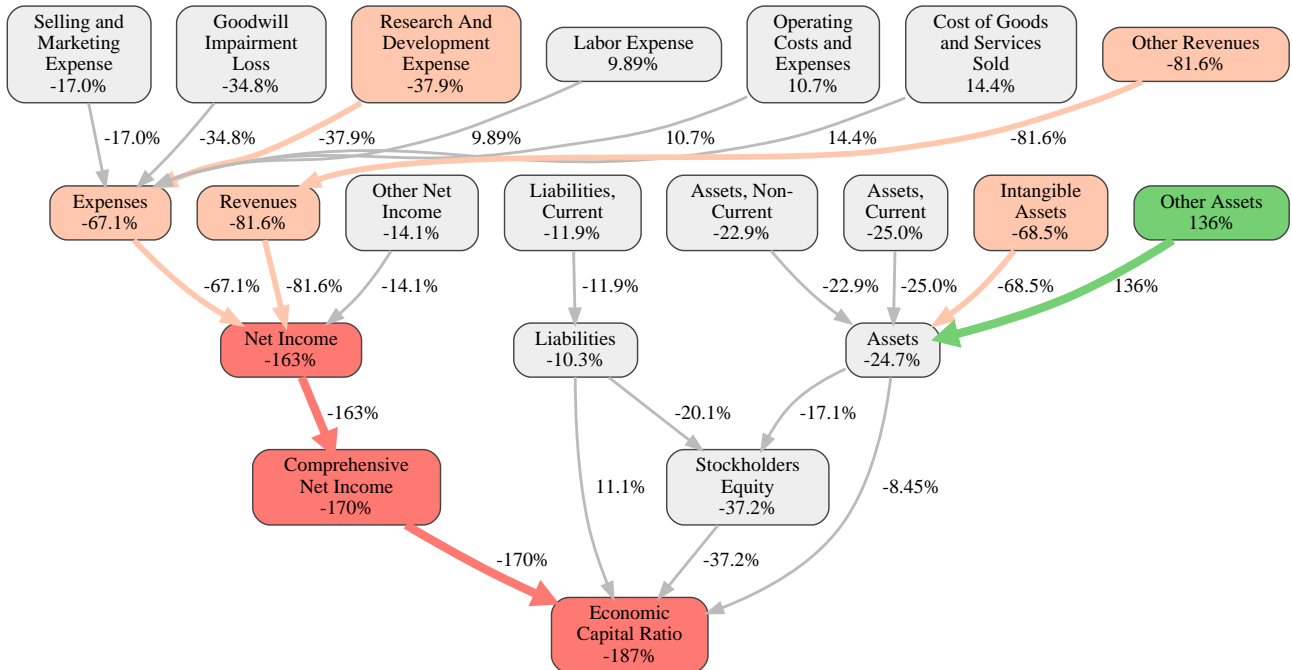 Selling and
Marketing
Expense
-17.0%
Goodwill
Impairment
Loss
-34.8%
Research And
Development
Expense
-37.9%
Labor Expense
9.89%
Operating
Costs and
Expenses
10.7%
Cost of Goods
and Services
Sold
14.4%
Other Revenues
-81.6%
-17.0%
-34.8%
-37.9%
9.89%
10.7%
14.4%
-81.6%
Expenses
-67.1%
Revenues
-81.6%
Other Net
Income
-14.1%
Liabilities,
Current
-11.9%
Assets, Non-
Current
-22.9%
Assets,
Current
-25.0%
Intangible
Assets
-68.5%
Other Assets
136%
-67.1%
-81.6%
-14.1%
-11.9%
-22.9%
-25.0%
-68.5%
136%
Net Income
-163%
Liabilities
-10.3%
Assets
-24.7%
-163%
-20.1%
-17.1%
Comprehensive
Net Income
-170%
11.1%
Stockholders
Equity
-37.2%
-8.45%
-170%
-37.2%
Economic
Capital Ratio
-187%